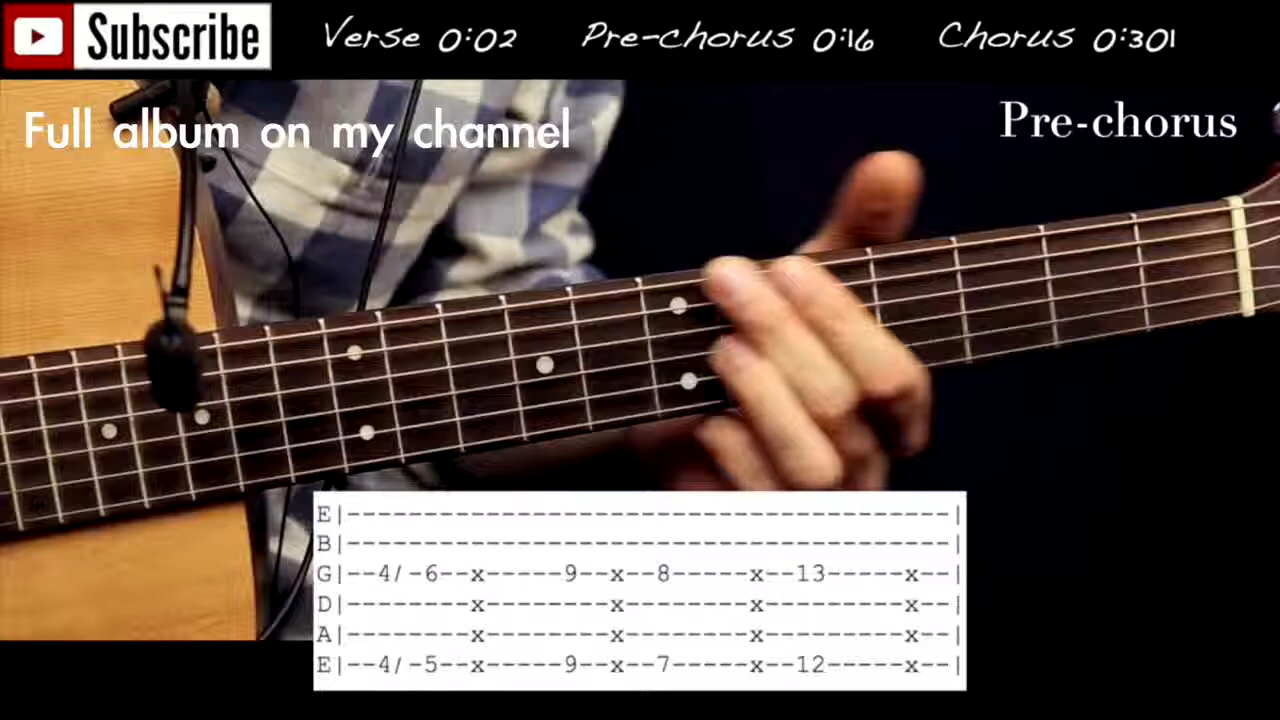 Subscribe Verse 0:02 Pre-chorus 0:16 Chorus 0:301
Full album on my channel
Pre-chorus
E|---------------------------------------|
B|---------------------------------------|
G|--4/-6--x-----9--x--8-----x--13-----x--|
D|--------x--------x--------x---------x--|
A|--------x--------x--------x---------x--|
E|--4/-5--x-----9--x--7-----x--12-----x--|